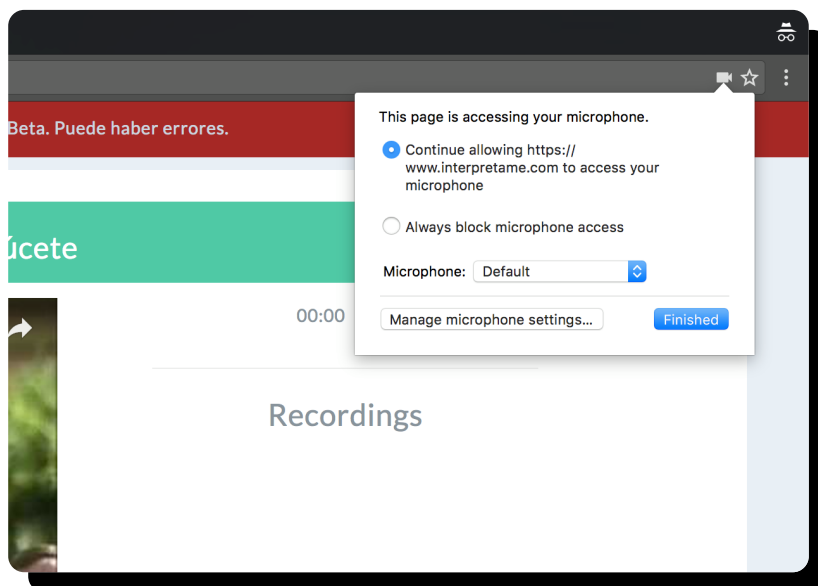 Beta. Puede haber errores.
This page is accessing your microphone.
Continue allowing https://
www.interpretame.com to access your
microphone
Always block microphone access
úcete
Microphone: Default
00:00
Manage microphone settings... Finished
Recordings